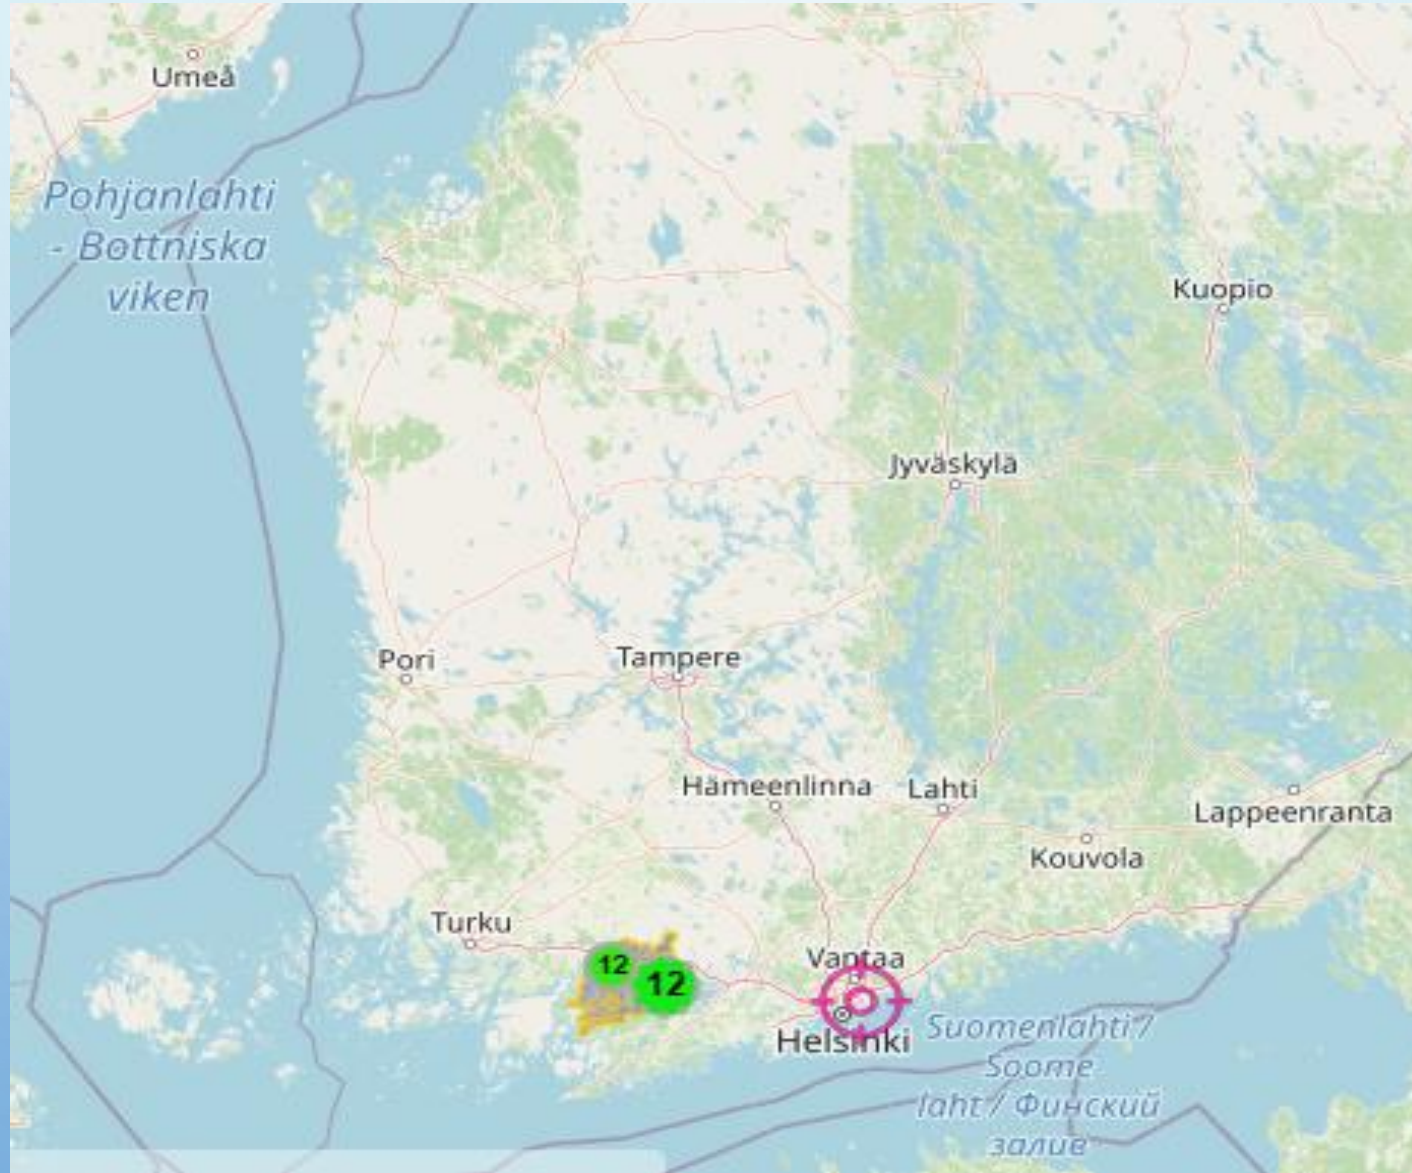 Umeå
Pohjanlahti
- Bottniska
viken
Kuopio
Jyväskylä
Pori
Tampere
Hämeenlinna
Lahti
Lappeenranta
Kouvola
Turku
12
12
Vantaa
Helsinki
Suomenlahti /
Soome
laht / Финский
залив